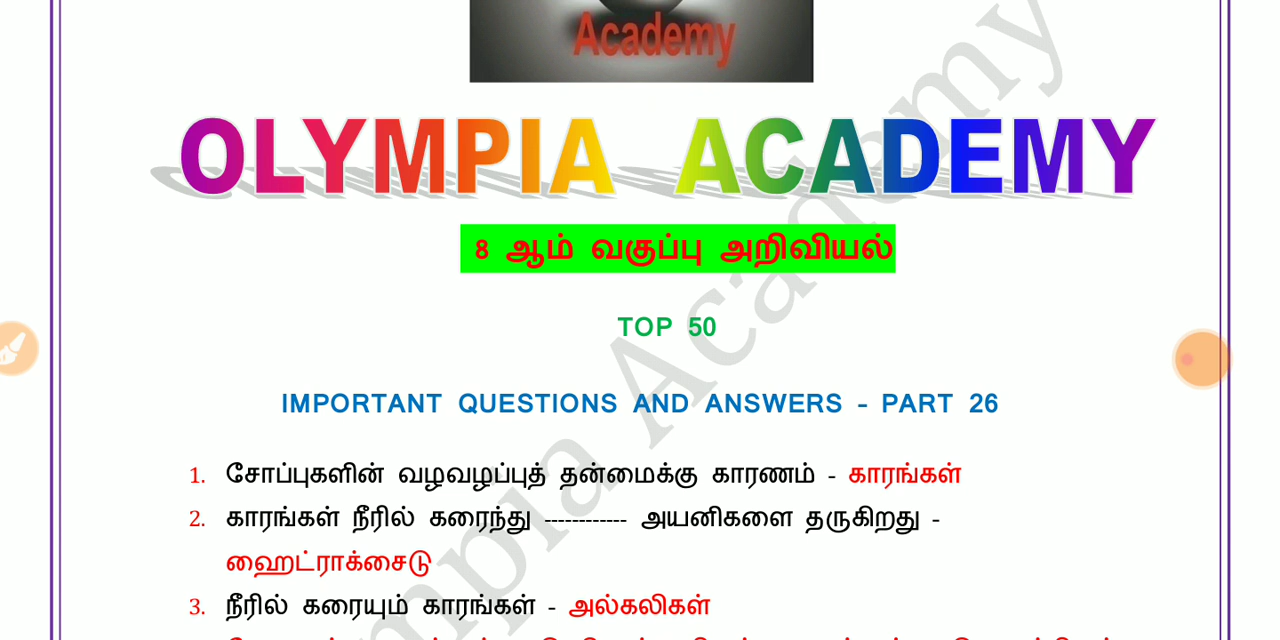 Academy
OLYMPIA ACADEMY
8 ஆம் வகுப்பு அறிவியல்
TOP 50
IMPORTANT QUESTIONS AND ANSWERS - PART 26
1. சோப்புகளின் வழவழப்புத் தன்மைக்கு காரணம் - காரங்கள்
2. காரங்கள் நீரில் கரைந்து ------------ அயனிகளை தருகிறது -
ஹைட்ராக்சைடு
3. நீரில் கரையும் காரங்கள் - அல்கலிகள்